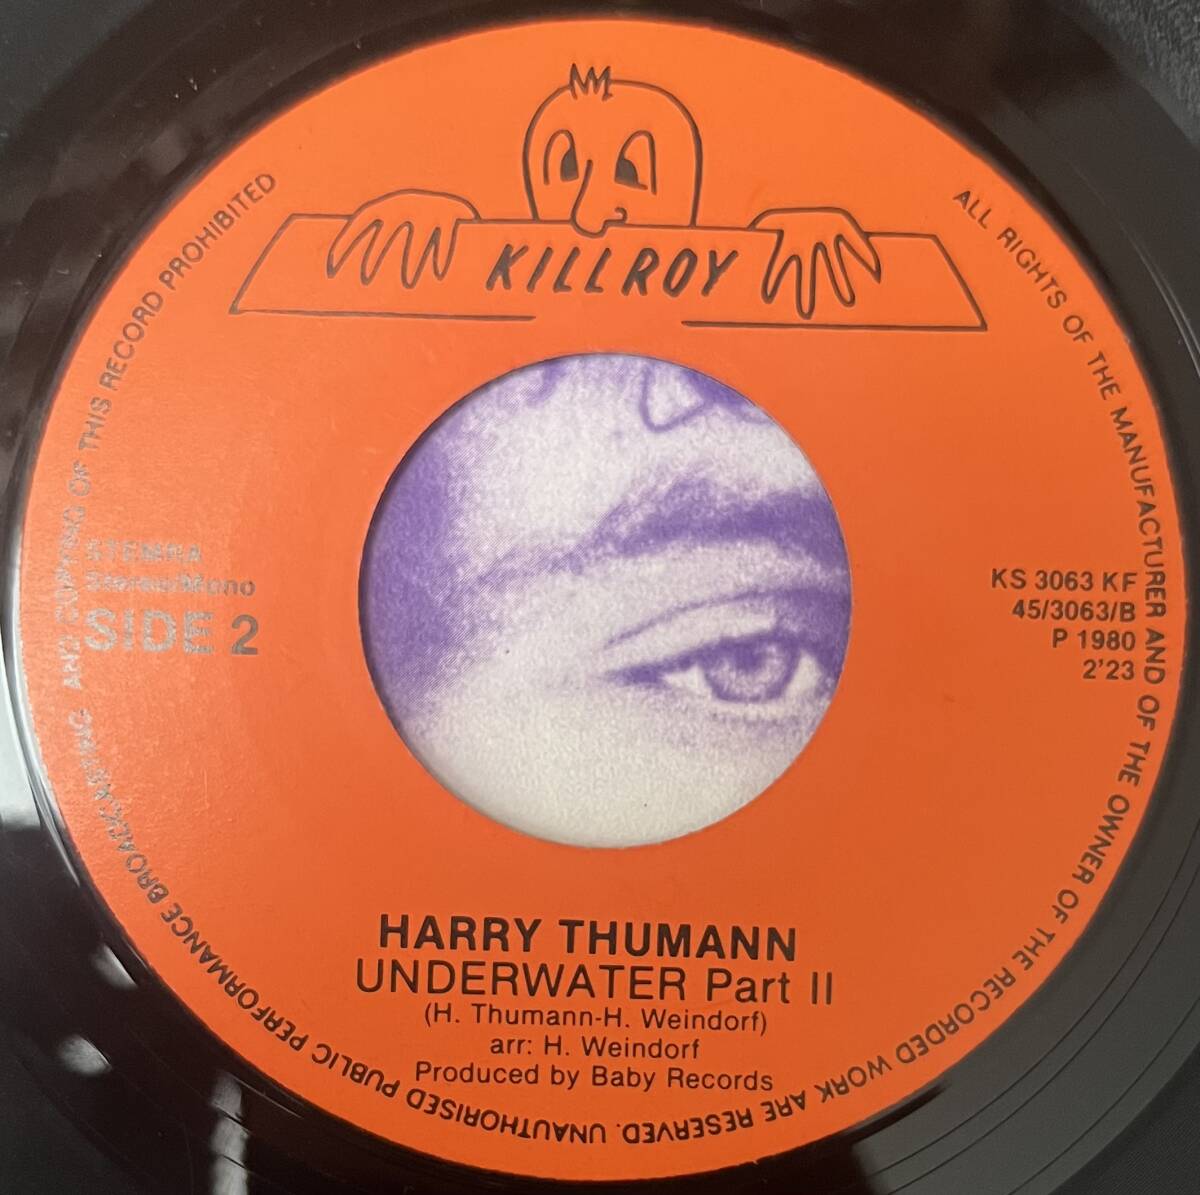 KILLROY
STEMRA
Stereo/Mono
SIDE 2
KS 3063 KF
45/3063/B
P 1980
2'23
HARRY THUMANN
UNDERWATER Part II
(H. Thumann-H. Weindorf)
arr: H. Weindorf
Produced by Baby Records
ALL RIGHTS OF THE MANUFACTURER AND OF THE OWNER OF THE RECORDED WORK ARE RESERVED. UNAUTHORISED PUBLIC PERFORMANCE BROADCASTING AND COPYING OF THIS RECORD PROHIBITED